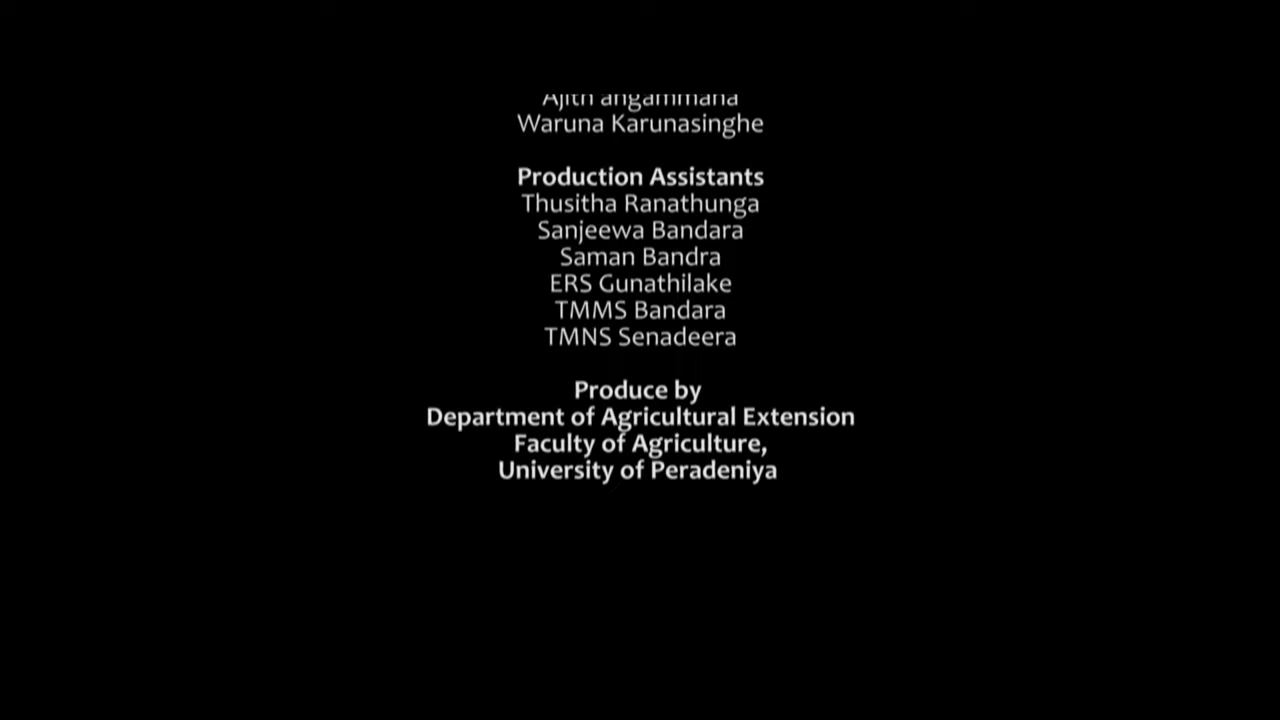 Ajith angammana
Waruna Karunasinghe
Production Assistants
Thusitha Ranathunga
Sanjeewa Bandara
Saman Bandra
ERS Gunathilake
TMMS Bandara
TMNS Senadeera
Produce by
Department of Agricultural Extension
Faculty of Agriculture,
University of Peradeniya